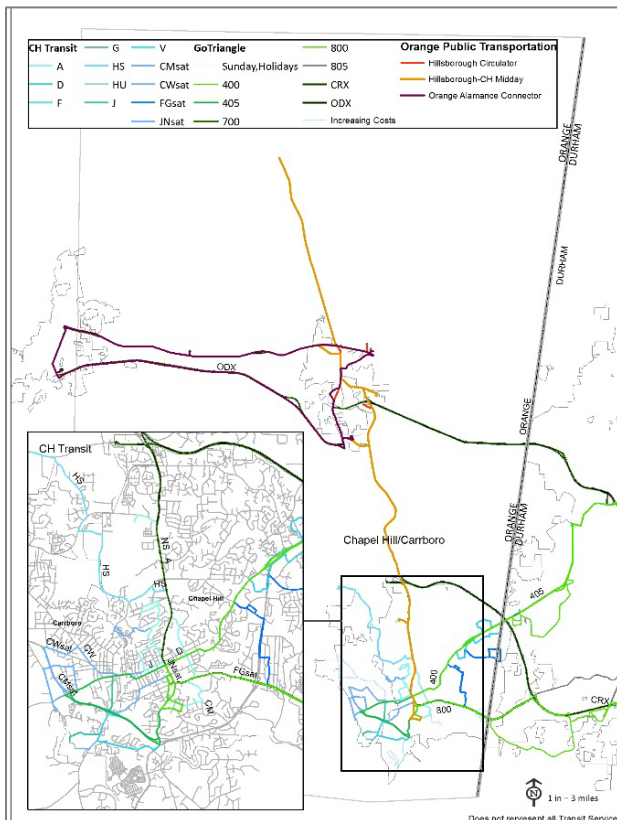 CH Transit G V GoTriangle 800 Orange Public Transportation
A HS CMsat Sunday,Holidays 805 Hillsborough Circulator
D HU CWsat 400 CRX Hillsborough-CH Midday
F J FGsat 405 ODX Orange Alamance Connector
JNsat 700 Increasing Costs
ORANGE
DURHAM
DURHAM
ODX
ORANGE
CH Transit
HS
ORANGE
DURHAM
Chapel Hill/Carrboro
NS
A
HS
HS
405
Chapel Hill
Carrboro
CWsat
CW
D
JNsat
FGsat
400
CMsat
CM
800
CRX
N
1 in = 3 miles
Does not represent all Transit Service